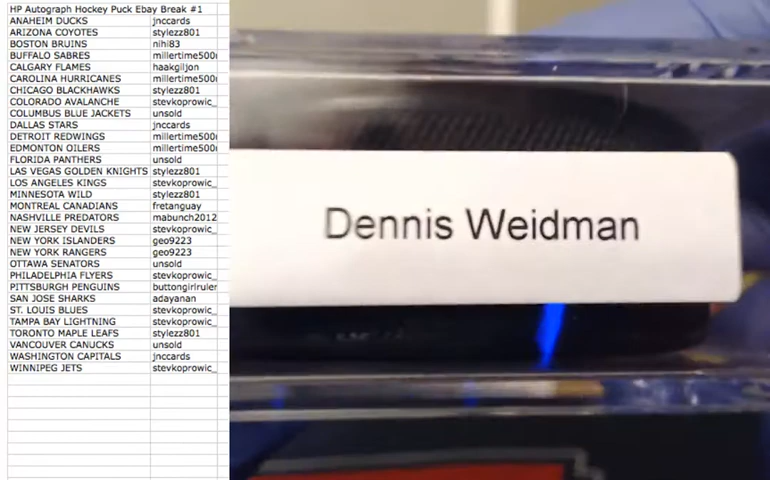 HP Autograph Hockey Puck Ebay Break #1
ANAHEIM DUCKS jnccards
ARIZONA COYOTES stylezz801
BOSTON BRUINS nihi83
BUFFALO SABRES millertime500
CALGARY FLAMES haakgiljon
CAROLINA HURRICANES millertime500
CHICAGO BLACKHAWKS stylezz801
COLORADO AVALANCHE stevkoprowic_
COLUMBUS BLUE JACKETS unsold
DALLAS STARS jnccards
DETROIT REDWINGS millertime500
EDMONTON OILERS millertime500
FLORIDA PANTHERS unsold
LAS VEGAS GOLDEN KNIGHTS stylezz801
LOS ANGELES KINGS stevkoprowic_
MINNESOTA WILD stylezz801
MONTREAL CANADIANS fretanguay
NASHVILLE PREDATORS mabunch2012
NEW JERSEY DEVILS stevkoprowic_
NEW YORK ISLANDERS geo9223
NEW YORK RANGERS geo9223
OTTAWA SENATORS unsold
PHILADELPHIA FLYERS stevkoprowic_
PITTSBURGH PENGUINS buttongirlruler
SAN JOSE SHARKS adayanan
ST. LOUIS BLUES stevkoprowic_
TAMPA BAY LIGHTNING stevkoprowic_
TORONTO MAPLE LEAFS stylezz801
VANCOUVER CANUCKS unsold
WASHINGTON CAPITALS jnccards
WINNIPEG JETS stevkoprowic_
Dennis Weidman